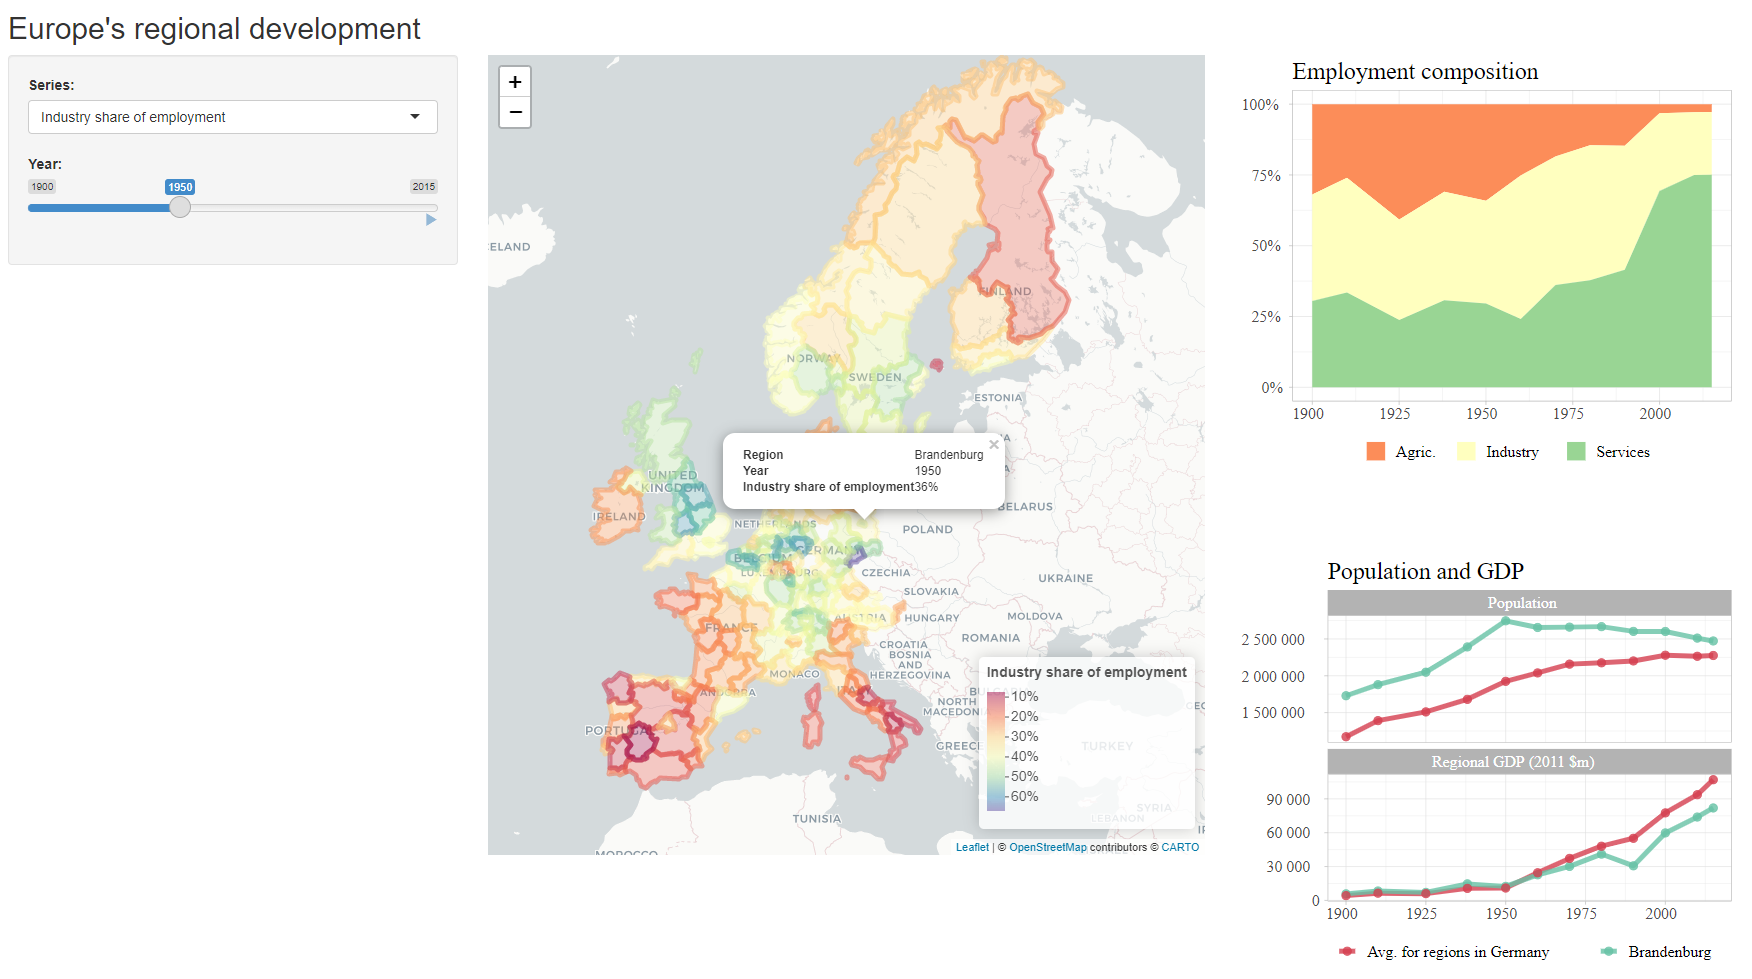 Europe's regional development
Series:
Industry share of employment
Year:
1900
1950
2015
+
−
ELAND
NORWAY
SWEDEN
FINLAND
ESTONIA
UNITED
KINGDOM
IRELAND
Region Brandenburg ×
Year 1950
Industry share of employment 36%
BELARUS
NETHERLANDS
POLAND
BELGIUM
GERMANY
LUXEMBOURG
CZECHIA
UKRAINE
SLOVAKIA
AUSTRIA
HUNGARY
MOLDOVA
FRANCE
ROMANIA
CROATIA
BOSNIA
AND
HERZEGOVINA
MONACO
ANDORRA
ITALY
PORTUGAL
NORTH
MACEDON
GREECE
TURKEY
SYRIA
LEBANON
TUNISIA
MOROCCO
Industry share of employment
10%
20%
30%
40%
50%
60%
Leaflet | © OpenStreetMap contributors © CARTO
Employment composition
100%
75%
50%
25%
0%
1900 1925 1950 1975 2000
Agric. Industry Services
Population and GDP
Population
2 500 000
2 000 000
1 500 000
Regional GDP (2011 $m)
90 000
60 000
30 000
0
1900 1925 1950 1975 2000
Avg. for regions in Germany Brandenburg